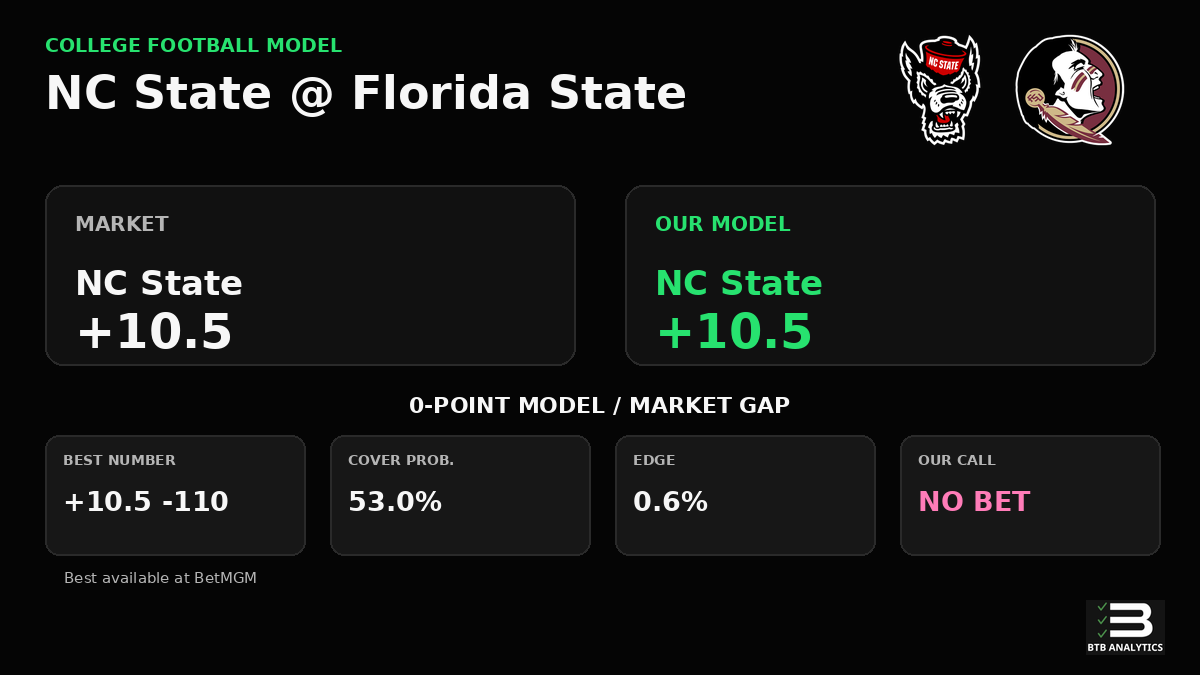 COLLEGE FOOTBALL MODEL
NC State @ Florida State
NC STATE
MARKET
NC State
+10.5
OUR MODEL
NC State
+10.5
0-POINT MODEL / MARKET GAP
BEST NUMBER
+10.5 -110
COVER PROB.
53.0%
EDGE
0.6%
OUR CALL
NO BET
Best available at BetMGM
B
BTB ANALYTICS